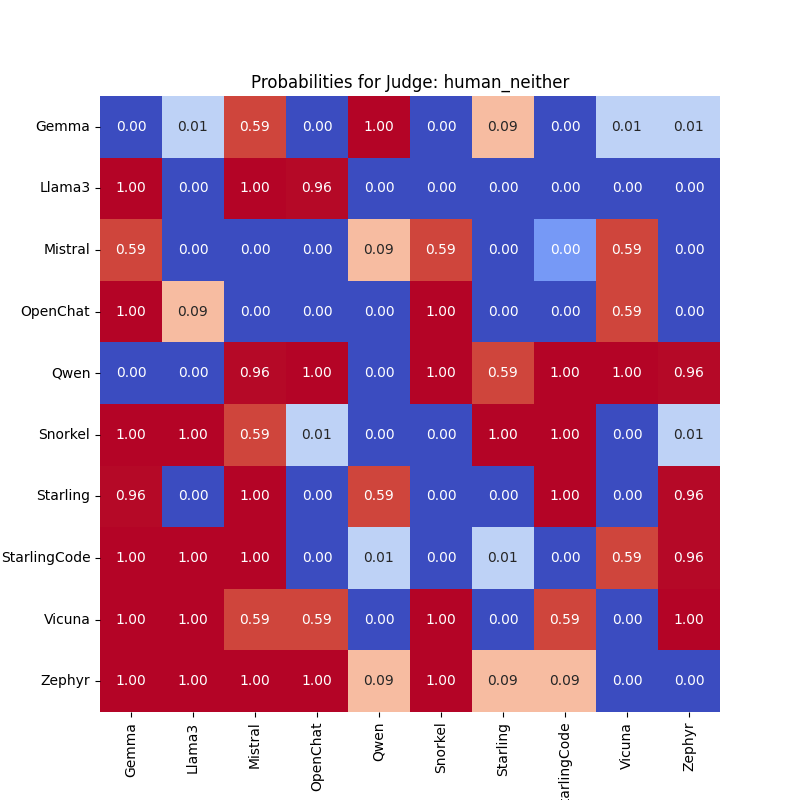 Probabilities for Judge: human_neither
Gemma 0.00 0.01 0.59 0.00 1.00 0.00 0.09 0.00 0.01 0.01
Llama3 1.00 0.00 1.00 0.96 0.00 0.00 0.00 0.00 0.00 0.00
Mistral 0.59 0.00 0.00 0.00 0.09 0.59 0.00 0.00 0.59 0.00
OpenChat 1.00 0.09 0.00 0.00 0.00 1.00 0.00 0.00 0.59 0.00
Qwen 0.00 0.00 0.96 1.00 0.00 1.00 0.59 1.00 1.00 0.96
Snorkel 1.00 1.00 0.59 0.01 0.00 0.00 1.00 1.00 0.00 0.01
Starling 0.96 0.00 1.00 0.00 0.59 0.00 0.00 1.00 0.00 0.96
StarlingCode 1.00 1.00 1.00 0.00 0.01 0.00 0.01 0.00 0.59 0.96
Vicuna 1.00 1.00 0.59 0.59 0.00 1.00 0.00 0.59 0.00 1.00
Zephyr 1.00 1.00 1.00 1.00 0.09 1.00 0.09 0.09 0.00 0.00
Gemma Llama3 Mistral OpenChat Qwen Snorkel Starling arlingCode Vicuna Zephyr